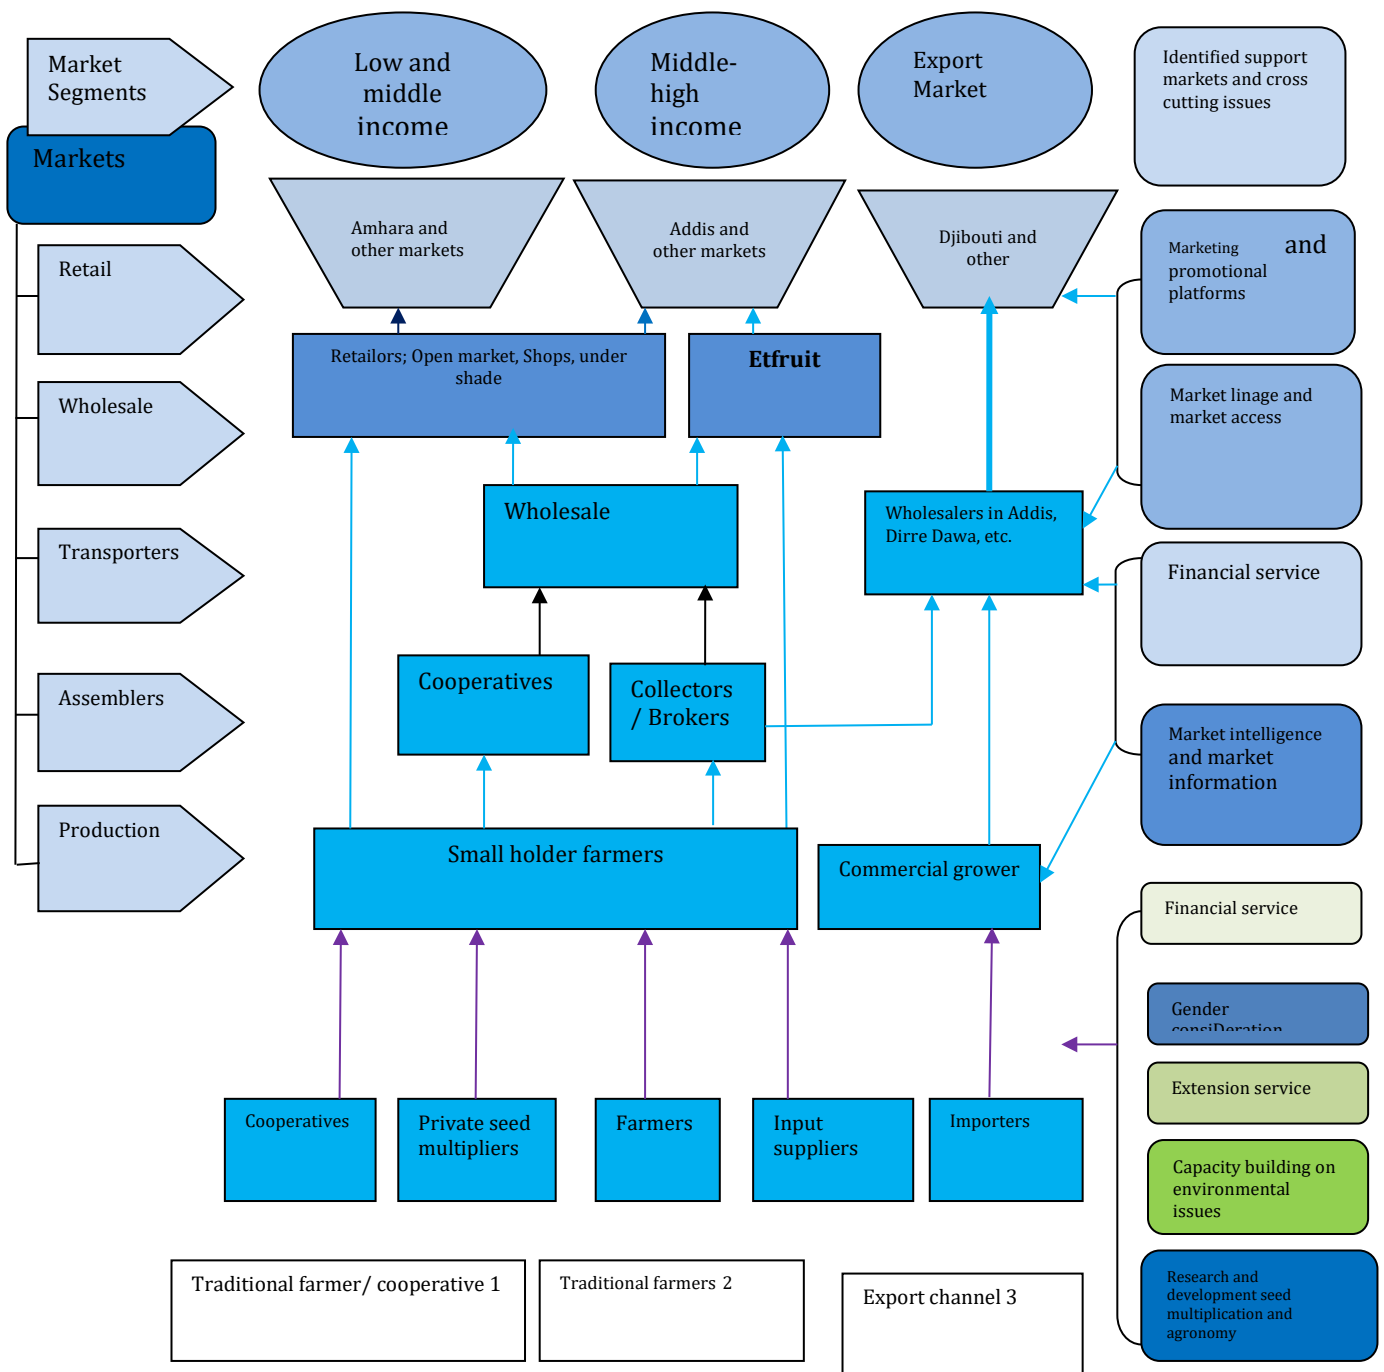 Market
Segments
Markets
Retail
Wholesale
Transporters
Assemblers
Production
Low and
middle
income
Middle-
high
income
Export
Market
Identified support
markets and cross
cutting issues
Amhara and
other markets
Addis and
other markets
Djibouti and
other
Marketing and
promotional
platforms
Retailors; Open market, Shops, under
shade
Etfruit
Market linage and
market access
Wholesale
Wholesalers in Addis,
Dirre Dawa, etc.
Financial service
Cooperatives
Collectors
/ Brokers
Market intelligence
and market
information
Small holder farmers
Commercial grower
Financial service
Gender
consiDeration
Extension service
Capacity building on
environmental
issues
Research and
development seed
multiplication and
agronomy
Cooperatives
Private seed
multipliers
Farmers
Input
suppliers
Importers
Traditional farmer/ cooperative 1
Traditional farmers 2
Export channel 3